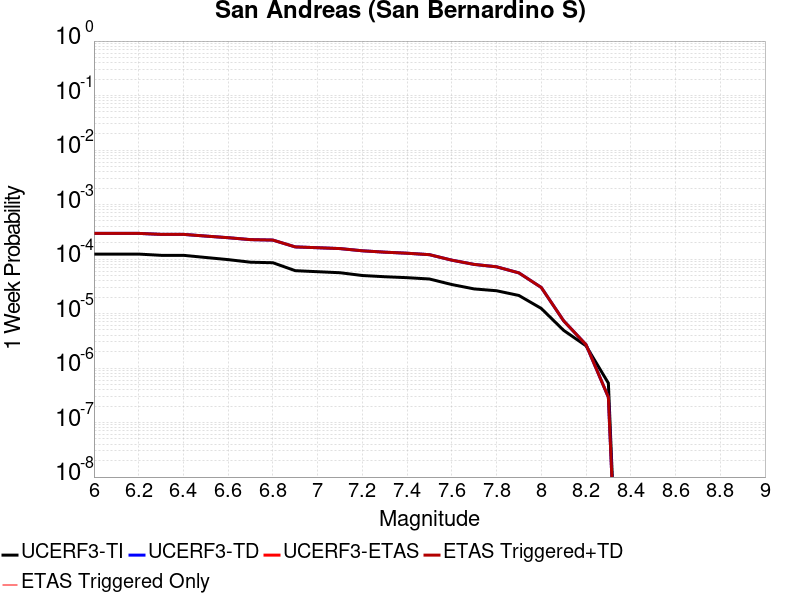 San Andreas (San Bernardino S)
1 Week Probability
10^0
10^-1
10^-2
10^-3
10^-4
10^-5
10^-6
10^-7
10^-8
6 6.2 6.4 6.6 6.8 7 7.2 7.4 7.6 7.8 8 8.2 8.4 8.6 8.8 9
Magnitude
UCERF3-TI UCERF3-TD UCERF3-ETAS ETAS Triggered+TD
ETAS Triggered Only